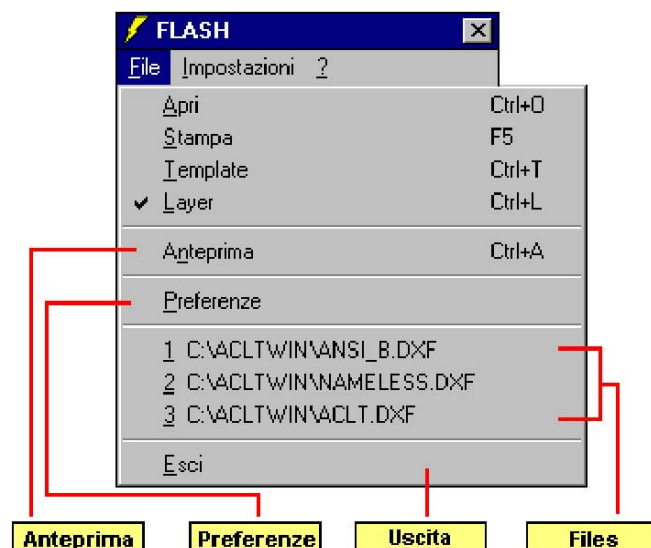 FLASH
File Impostazioni ?
Apri Ctrl+O
Stampa F5
Template Ctrl+T
Layer Ctrl+L
Anteprima Ctrl+A
Preferenze
1 C:\ACLTWIN\ANSI_B.DXF
2 C:\ACLTWIN\NAMELESS.DXF
3 C:\ACLTWIN\ACLT.DXF
Esci
Anteprima Preferenze Uscita Files